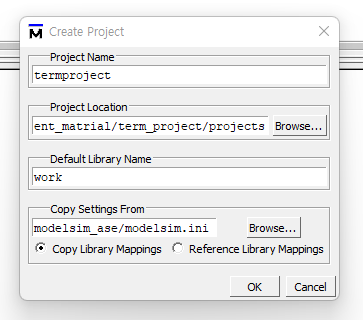 Create Project
Project Name
termproject
Project Location
ent_matrial/term_project/projects Browse...
Default Library Name
work
Copy Settings From
modelsim_ase/modelsim.ini Browse...
Copy Library Mappings Reference Library Mappings
OK Cancel